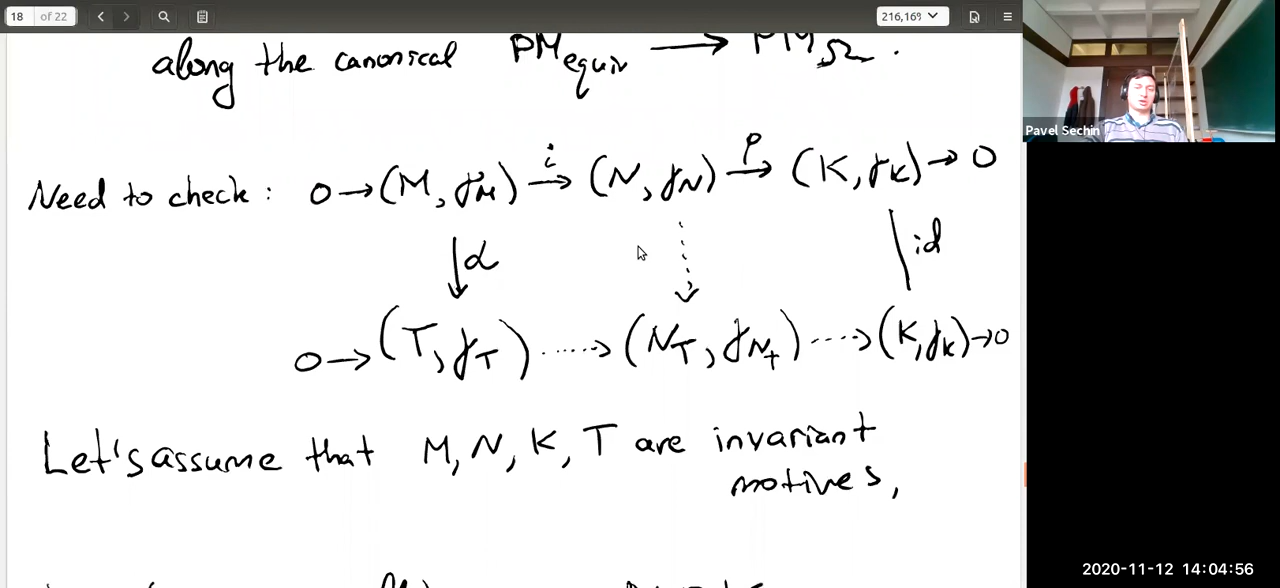 18 of 22
216,16%
along the canonical PM_equiv ⟶ PM_Ω.
Need to check: 0 → (M, γ_M) →^i (N, γ_N) →^p (K, γ_K) → 0
↓α ⇣ | id
0 → (T, γ_T) ⇢ (N_T, γ_{N_T}) ⇢ (K, γ_K) → 0
Let's assume that M, N, K, T are invariant
motives,
Pavel Sechin
2020-11-12 14:04:56